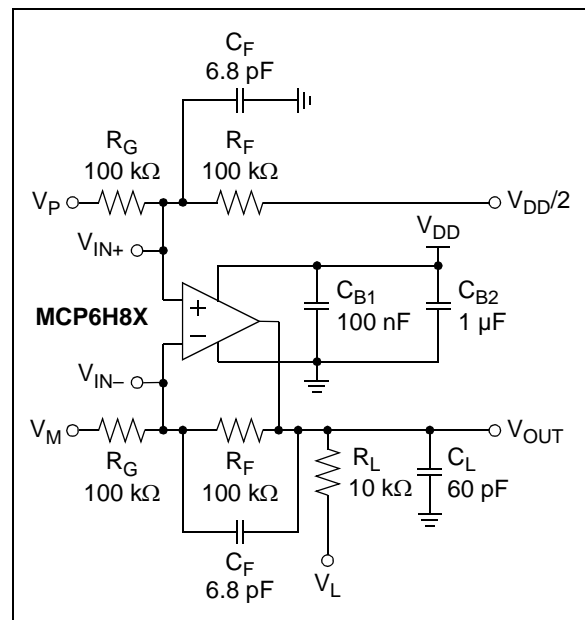 C_F
6.8 pF
R_G
100 kΩ
R_F
100 kΩ
V_P
V_DD/2
V_IN+
V_DD
MCP6H8X
C_B1
100 nF
C_B2
1 µF
V_IN–
V_M
V_OUT
R_G
100 kΩ
R_F
100 kΩ
R_L
10 kΩ
C_L
60 pF
C_F
6.8 pF
V_L